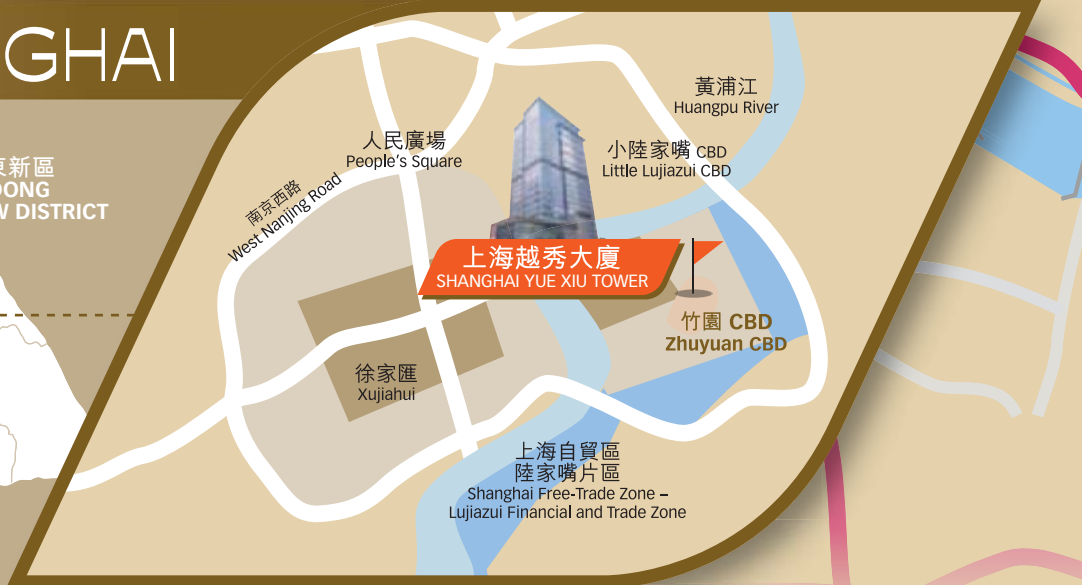 GHAI
東新區
DONG
W DISTRICT
黃浦江
Huangpu River
人民廣場
People's Square
小陸家嘴 CBD
Little Lujiazui CBD
南京西路
West Nanjing Road
上海越秀大廈
SHANGHAI YUE XIU TOWER
竹園 CBD
Zhuyuan CBD
徐家匯
Xujiahui
上海自貿區
陸家嘴片區
Shanghai Free-Trade Zone –
Lujiazui Financial and Trade Zone